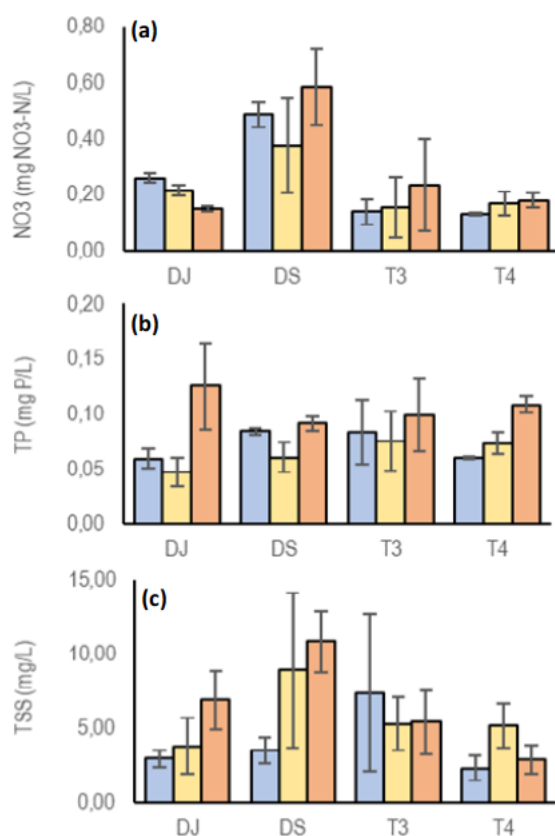 (a)
NO3 (mg NO3-N/L)
0,80
0,60
0,40
0,20
0,00
DJ DS T3 T4
(b)
TP (mg P/L)
0,20
0,15
0,10
0,05
0,00
DJ DS T3 T4
(c)
TSS (mg/L)
15,00
10,00
5,00
0,00
DJ DS T3 T4